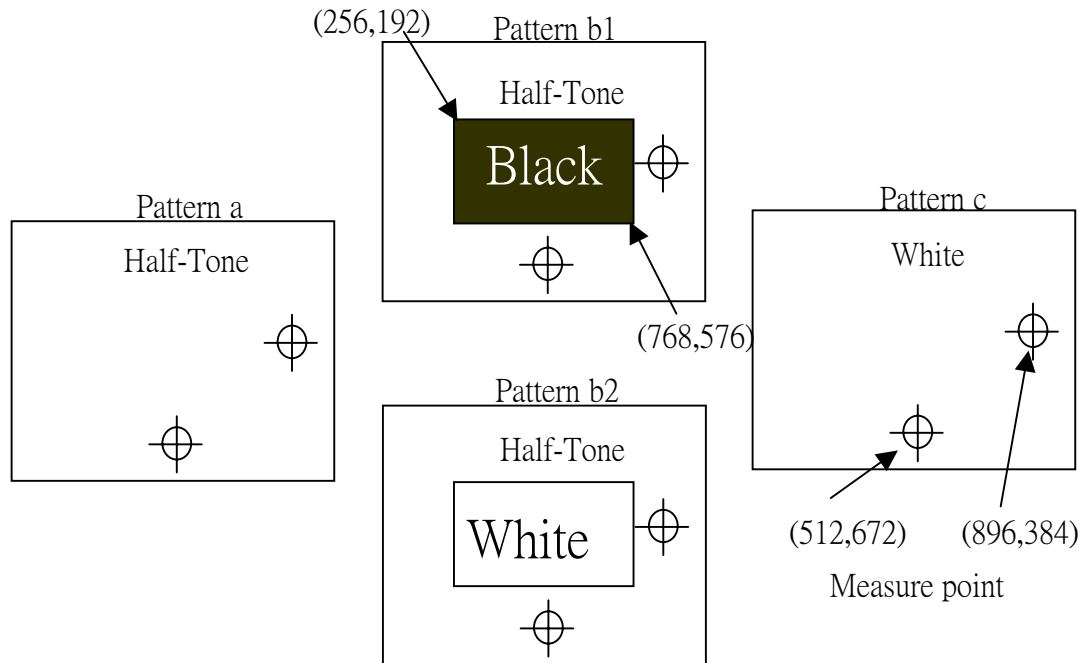 (256,192)
Pattern b1
Half-Tone
Black
(768,576)
Pattern a
Half-Tone
Pattern c
White
(512,672)
(896,384)
Measure point
Pattern b2
Half-Tone
White